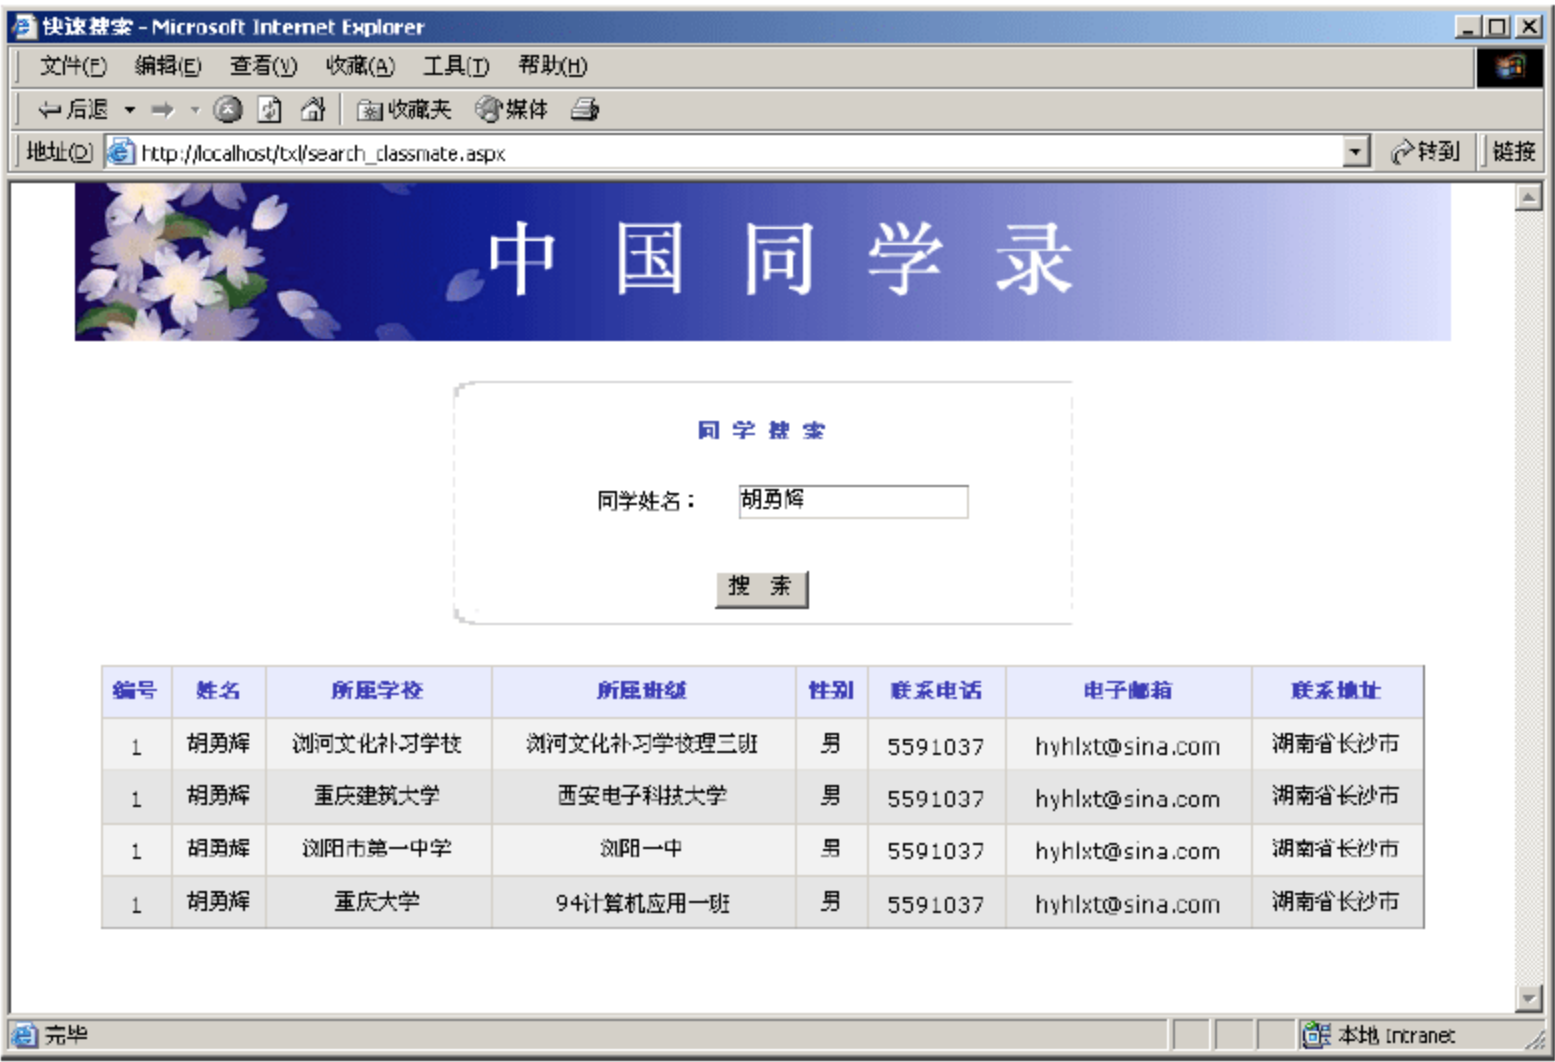 快速搜索 - Microsoft Internet Explorer
文件(F) 编辑(E) 查看(V) 收藏(A) 工具(T) 帮助(H)
后退 收藏夹 媒体
地址(D) http://localhost/txl/search_classmate.aspx 转到 链接
中国同学录
同学搜索
同学姓名： 胡勇辉
搜 索
编号 姓名 所属学校 所属班级 性别 联系电话 电子邮箱 联系地址
1 胡勇辉 浏河文化补习学校 浏河文化补习学校理三班 男 5591037 hyhlxt@sina.com 湖南省长沙市
1 胡勇辉 重庆建筑大学 西安电子科技大学 男 5591037 hyhlxt@sina.com 湖南省长沙市
1 胡勇辉 浏阳市第一中学 浏阳一中 男 5591037 hyhlxt@sina.com 湖南省长沙市
1 胡勇辉 重庆大学 94计算机应用一班 男 5591037 hyhlxt@sina.com 湖南省长沙市
完毕 本地 Intranet